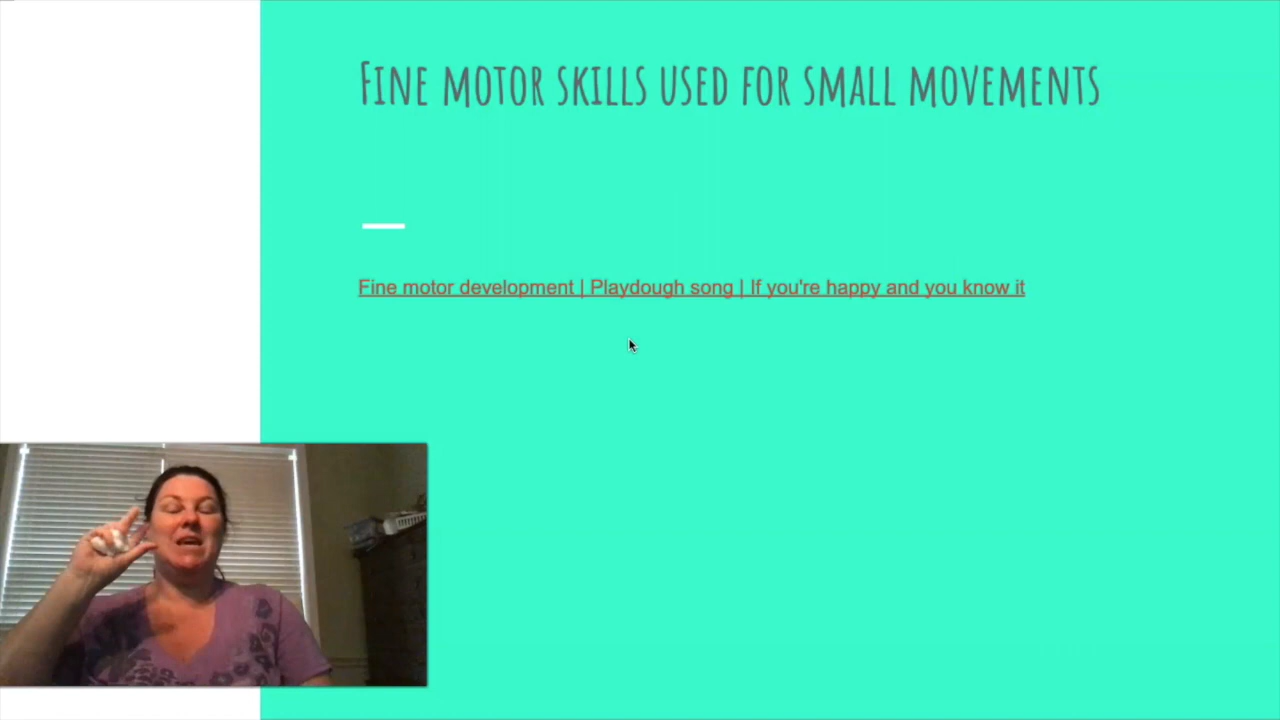 Fine motor skills used for small movements
Fine motor development | Playdough song | If you're happy and you know it